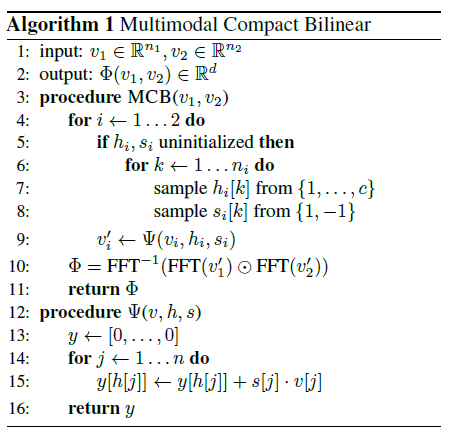 Algorithm 1 Multimodal Compact Bilinear
1: input: v₁ ∈ ℝⁿ¹, v₂ ∈ ℝⁿ²
2: output: Φ(v₁, v₂) ∈ ℝᵈ
3: procedure MCB(v₁, v₂)
4: for i ← 1 . . . 2 do
5: if hᵢ, sᵢ uninitialized then
6: for k ← 1 . . . nᵢ do
7: sample hᵢ[k] from {1, . . . , c}
8: sample sᵢ[k] from {1, −1}
9: v′ᵢ ← Ψ(vᵢ, hᵢ, sᵢ)
10: Φ = FFT⁻¹(FFT(v′₁) ⊙ FFT(v′₂))
11: return Φ
12: procedure Ψ(v, h, s)
13: y ← [0, . . . , 0]
14: for j ← 1 . . . n do
15: y[h[j]] ← y[h[j]] + s[j] · v[j]
16: return y